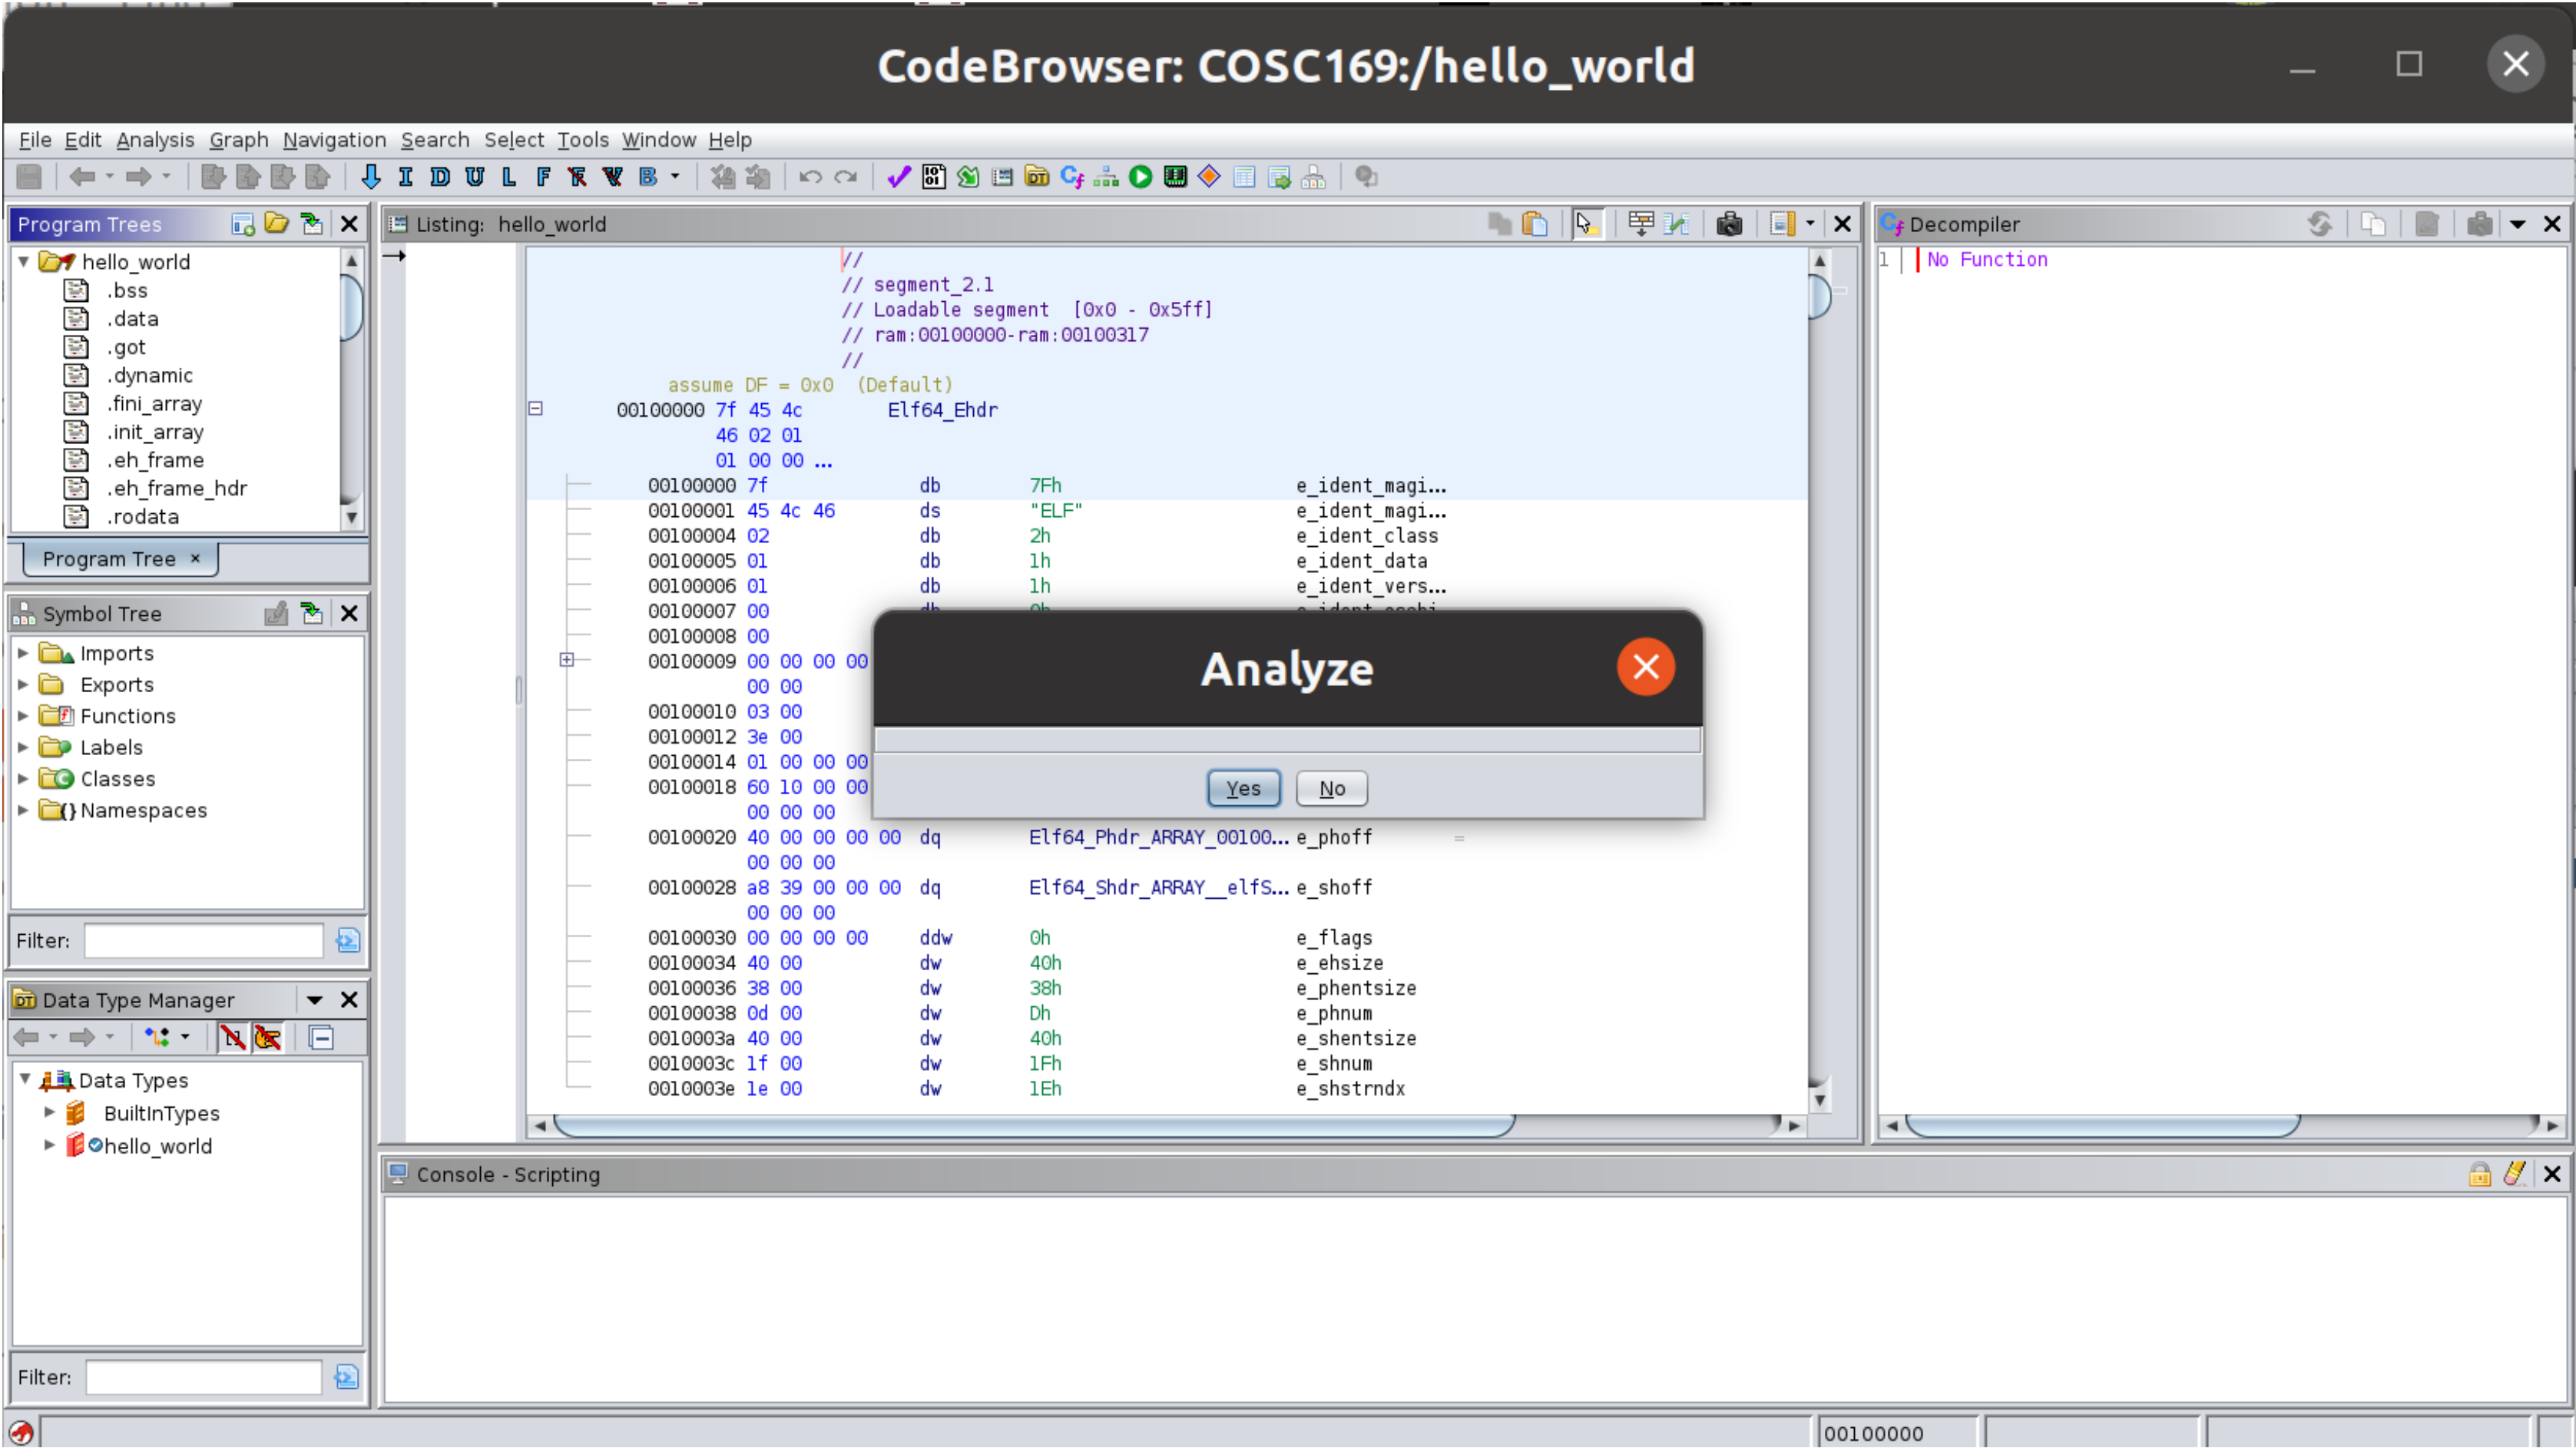 CodeBrowser: COSC169:/hello_world
File Edit Analysis Graph Navigation Search Select Tools Window Help
I D U L F B
Program Trees
hello_world
.bss
.data
.got
.dynamic
.fini_array
.init_array
.eh_frame
.eh_frame_hdr
.rodata
Program Tree ×
Symbol Tree
Imports
Exports
Functions
Labels
Classes
Namespaces
Filter:
Data Type Manager
Data Types
BuiltInTypes
hello_world
Filter:
Listing: hello_world
//
// segment_2.1
// Loadable segment [0x0 - 0x5ff]
// ram:00100000-ram:00100317
//
assume DF = 0x0 (Default)
00100000 7f 45 4c Elf64_Ehdr
46 02 01
01 00 00 ...
00100000 7f db 7Fh e_ident_magi...
00100001 45 4c 46 ds "ELF" e_ident_magi...
00100004 02 db 2h e_ident_class
00100005 01 db 1h e_ident_data
00100006 01 db 1h e_ident_vers...
00100007 00
00100008 00
00100009 00 00 00 00
00 00
00100010 03 00
00100012 3e 00
00100014 01 00 00 00
00100018 60 10 00 00
00 00 00
00100020 40 00 00 00 00 dq Elf64_Phdr_ARRAY_00100... e_phoff =
00 00 00
00100028 a8 39 00 00 00 dq Elf64_Shdr_ARRAY__elfS... e_shoff
00 00 00
00100030 00 00 00 00 ddw 0h e_flags
00100034 40 00 dw 40h e_ehsize
00100036 38 00 dw 38h e_phentsize
00100038 0d 00 dw Dh e_phnum
0010003a 40 00 dw 40h e_shentsize
0010003c 1f 00 dw 1Fh e_shnum
0010003e 1e 00 dw 1Eh e_shstrndx
Analyze
Yes No
Decompiler
1 No Function
Console - Scripting
00100000